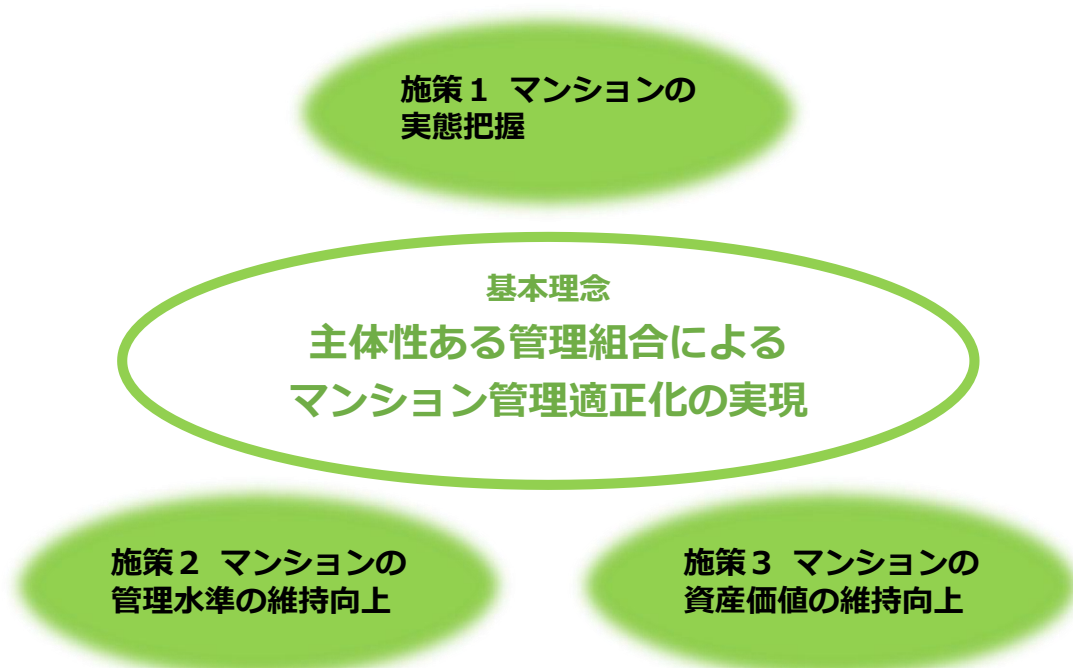 施策１ マンションの
実態把握
基本理念
主体性ある管理組合による
マンション管理適正化の実現
施策２ マンションの
管理水準の維持向上
施策３ マンションの
資産価値の維持向上